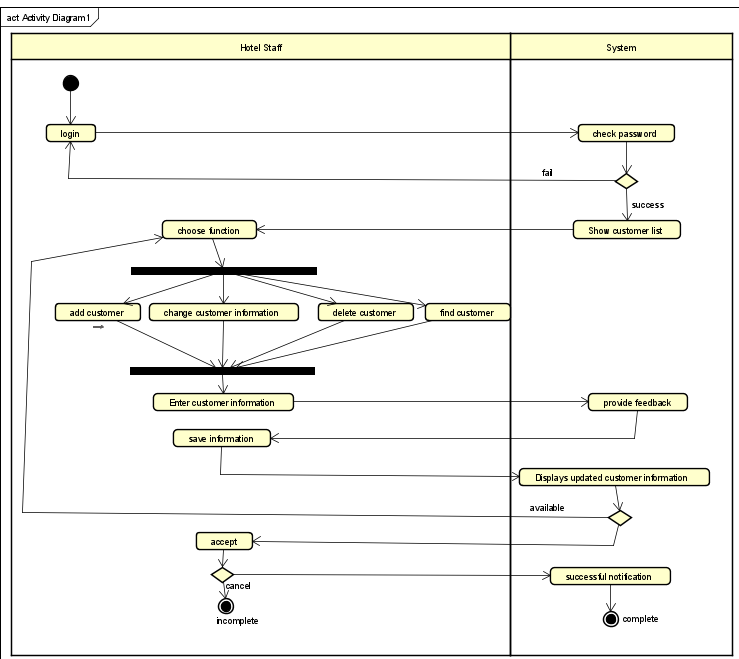 act Activity Diagram1
Hotel Staff
System
login
check password
fail
success
choose function
Show customer list
add customer
change customer information
delete customer
find customer
Enter customer information
provide feedback
save information
Displays updated customer information
available
accept
cancel
successful notification
incomplete
complete